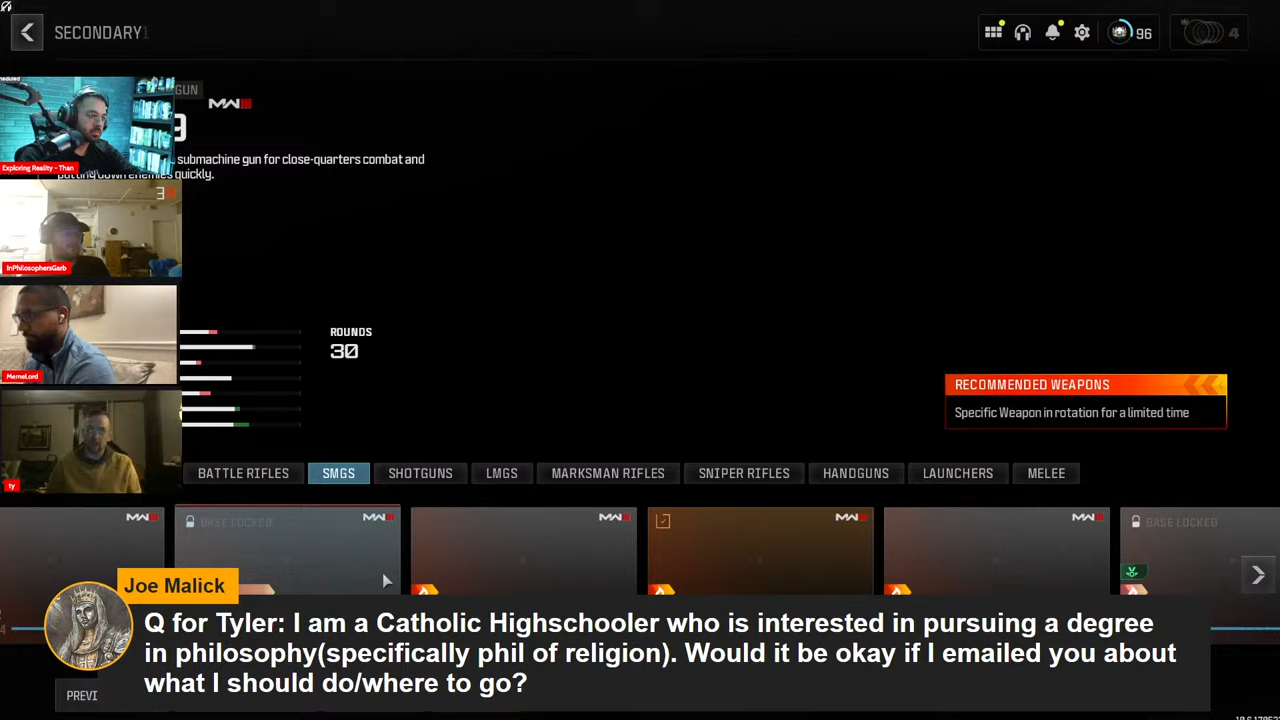 SECONDARY
96
4
GUN
MWIII
9
submachine gun for close-quarters combat and
quickly.
Exploring Reality - Than
InPhilosophersGarb
MemeLord
ty
ROUNDS
30
RECOMMENDED WEAPONS
Specific Weapon in rotation for a limited time
BATTLE RIFLES
SMGS
SHOTGUNS
LMGS
MARKSMAN RIFLES
SNIPER RIFLES
HANDGUNS
LAUNCHERS
MELEE
MWIII
BASE LOCKED
MWIII
MWIII
MWIII
MWIII
BASE LOCKED
Joe Malick
Q for Tyler: I am a Catholic Highschooler who is interested in pursuing a degree
in philosophy(specifically phil of religion). Would it be okay if I emailed you about
what I should do/where to go?
PREVI